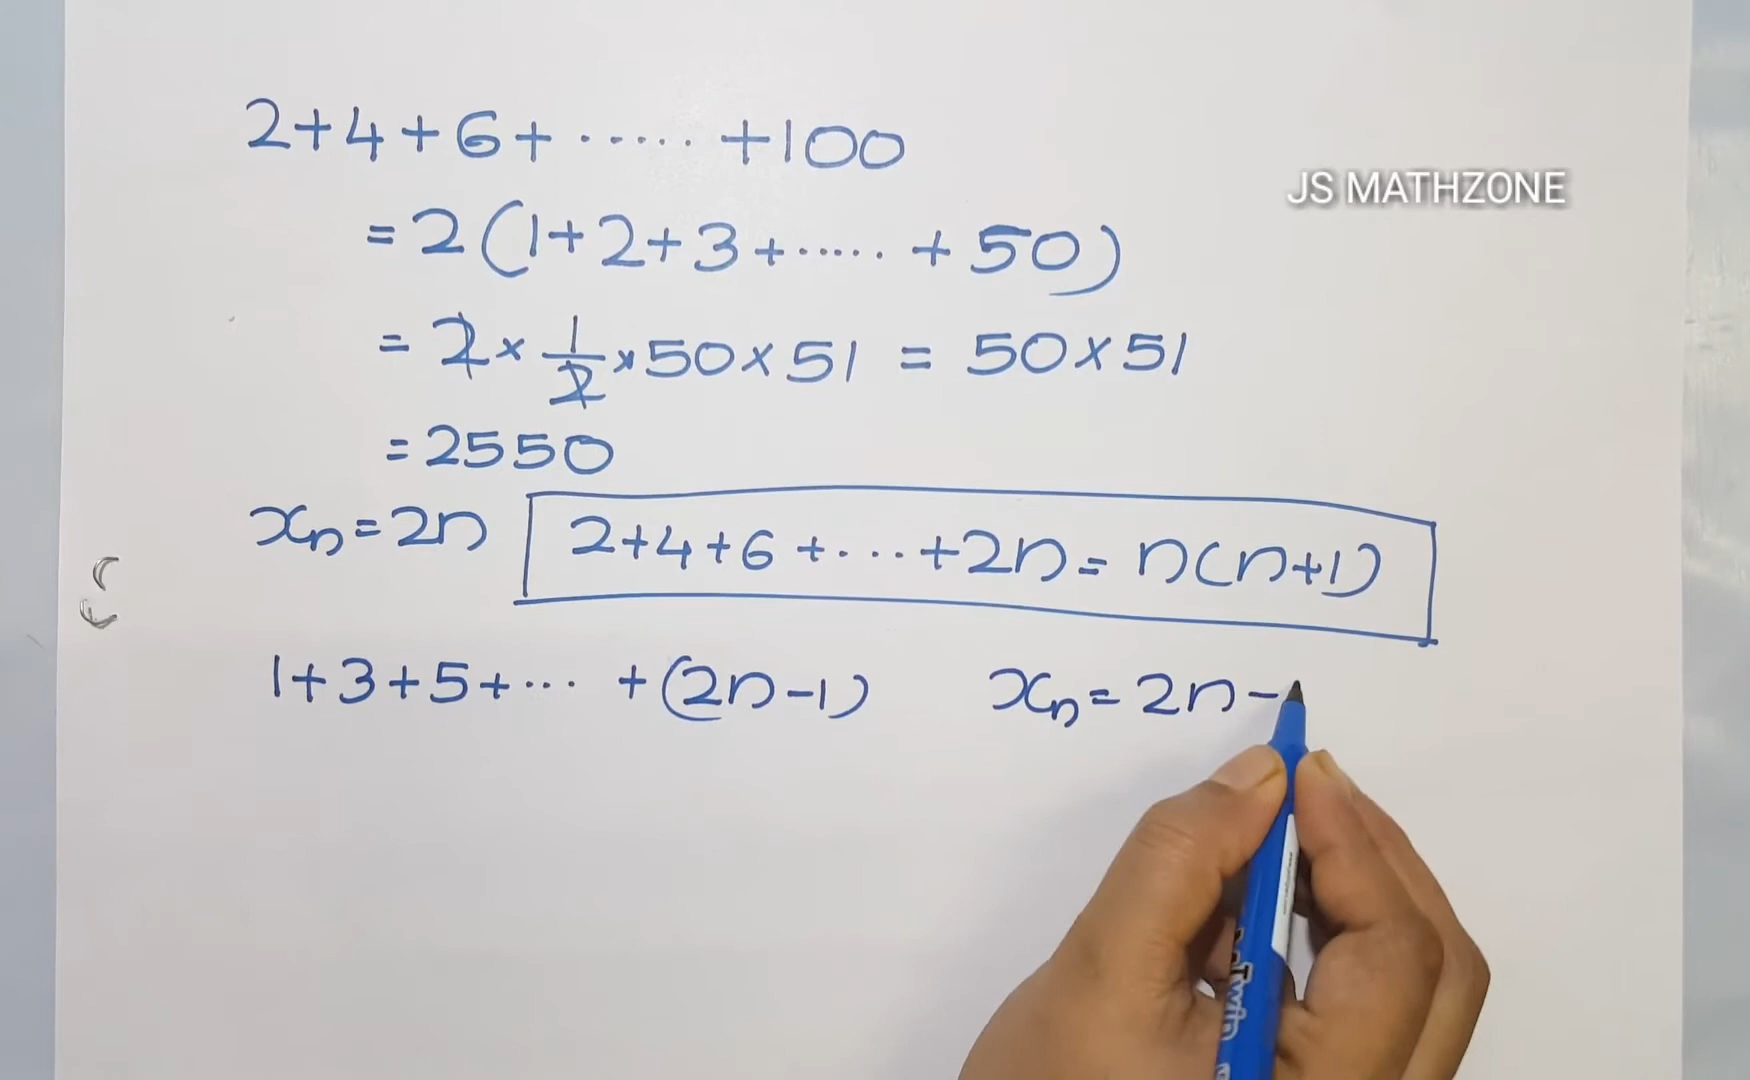 2+4+6+......+100
JS MATHZONE
=2(1+2+3+.....+50)
=2×1/2×50×51=50×51
=2550
xₙ=2n
2+4+6+...+2n=n(n+1)
1+3+5+...+(2n-1)
xₙ=2n-